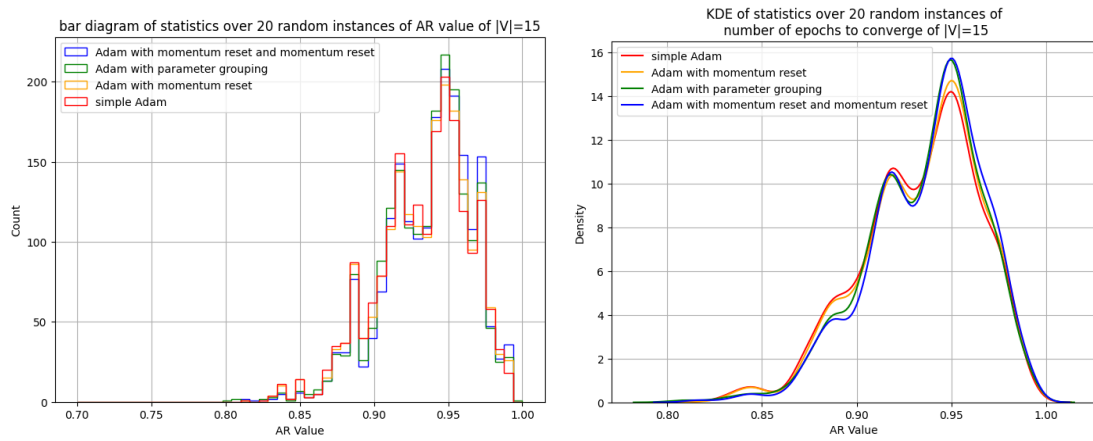 bar diagram of statistics over 20 random instances of AR value of |V|=15
Adam with momentum reset and momentum reset
Adam with parameter grouping
Adam with momentum reset
simple Adam
200
150
100
50
0
Count
0.70 0.75 0.80 0.85 0.90 0.95 1.00
AR Value
KDE of statistics over 20 random instances of
number of epochs to converge of |V|=15
simple Adam
Adam with momentum reset
Adam with parameter grouping
Adam with momentum reset and momentum reset
16
14
12
10
8
6
4
2
0
Density
0.80 0.85 0.90 0.95 1.00
AR Value